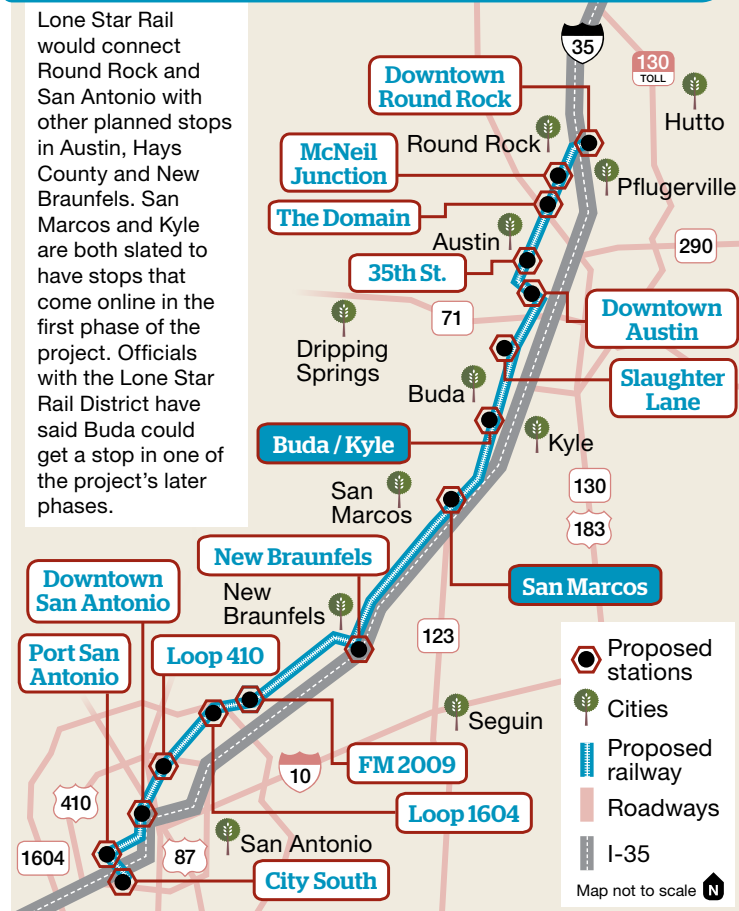 Lone Star Rail
would connect
Round Rock and
San Antonio with
other planned stops
in Austin, Hays
County and New
Braunfels. San
Marcos and Kyle
are both slated to
have stops that
come online in the
first phase of the
project. Officials
with the Lone Star
Rail District have
said Buda could
get a stop in one of
the project's later
phases.
35
130
TOLL
Downtown
Round Rock
Hutto
Round Rock
McNeil
Junction
Pflugerville
The Domain
Austin
290
35th St.
71
Downtown
Austin
Dripping
Springs
Slaughter
Lane
Buda
Buda / Kyle
Kyle
San
Marcos
130
183
New Braunfels
San Marcos
Downtown
San Antonio
New
Braunfels
123
Port San
Antonio
Loop 410
Seguin
FM 2009
10
410
Loop 1604
San Antonio
1604
87
City South
Proposed
stations
Cities
Proposed
railway
Roadways
I-35
Map not to scale
N